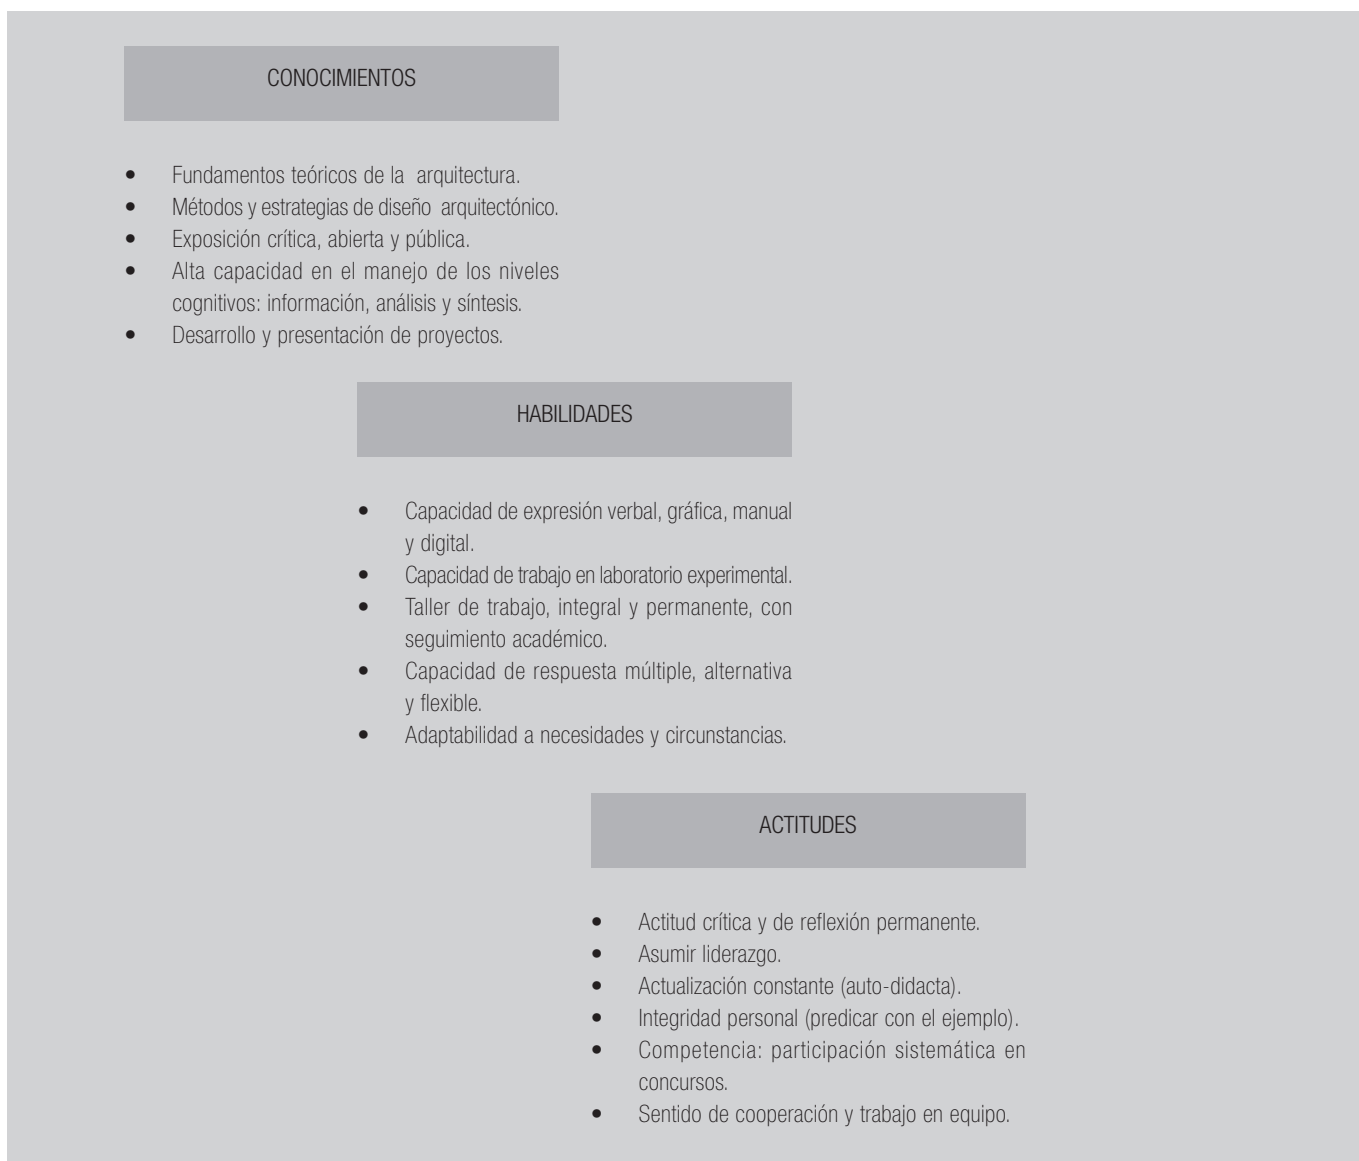 CONOCIMIENTOS
• Fundamentos teóricos de la arquitectura.
• Métodos y estrategias de diseño arquitectónico.
• Exposición crítica, abierta y pública.
• Alta capacidad en el manejo de los niveles
cognitivos: información, análisis y síntesis.
• Desarrollo y presentación de proyectos.
HABILIDADES
• Capacidad de expresión verbal, gráfica, manual
y digital.
• Capacidad de trabajo en laboratorio experimental.
• Taller de trabajo, integral y permanente, con
seguimiento académico.
• Capacidad de respuesta múltiple, alternativa
y flexible.
• Adaptabilidad a necesidades y circunstancias.
ACTITUDES
• Actitud crítica y de reflexión permanente.
• Asumir liderazgo.
• Actualización constante (auto-didacta).
• Integridad personal (predicar con el ejemplo).
• Competencia: participación sistemática en
concursos.
• Sentido de cooperación y trabajo en equipo.